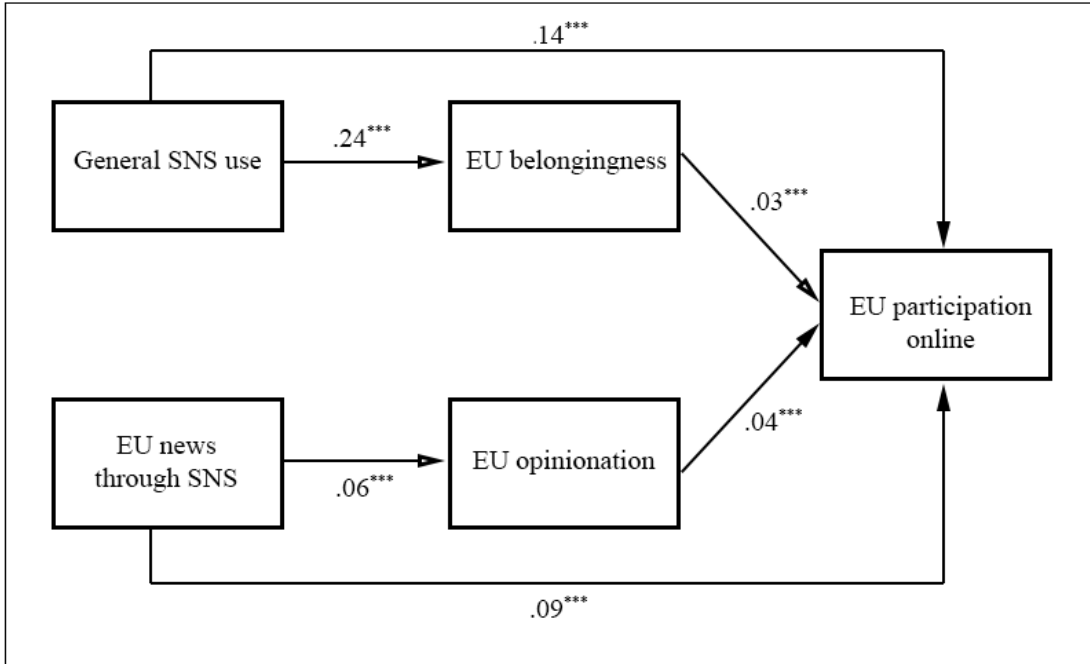 .14***
General SNS use
.24***
EU belongingness
.03***
EU participation
online
EU news
through SNS
.06***
EU opinionation
.04***
.09***